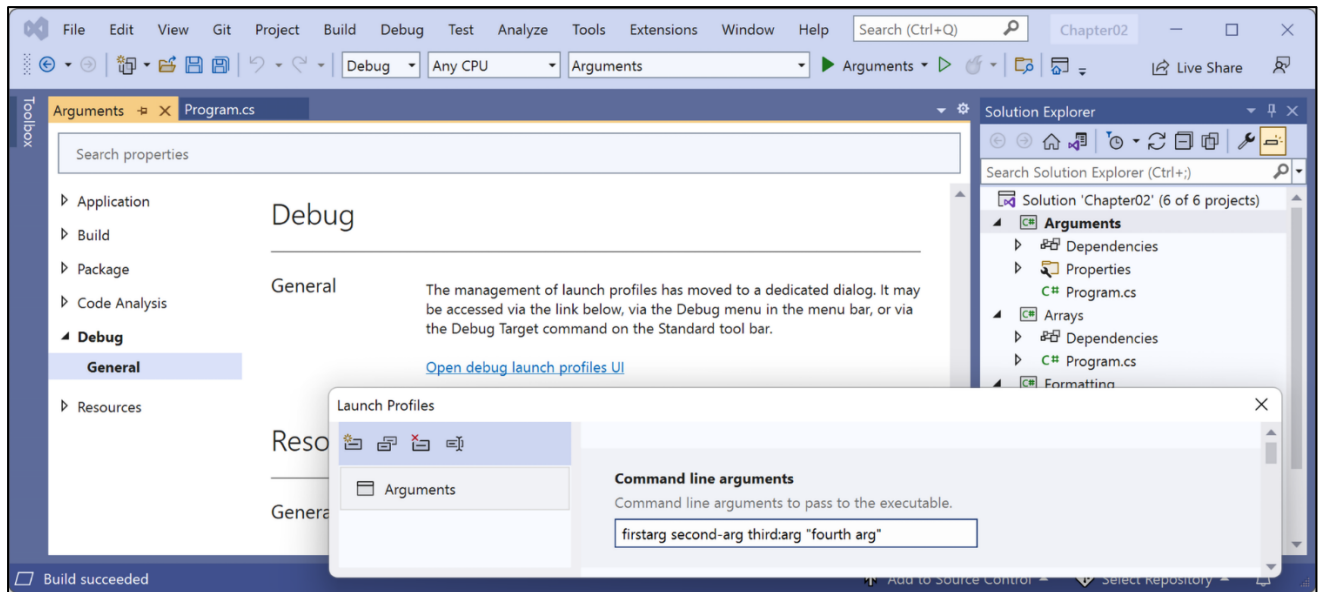 File Edit View Git Project Build Debug Test Analyze Tools Extensions Window Help Search (Ctrl+Q) Chapter02
Debug Any CPU Arguments Arguments Live Share
Toolbox
Arguments Program.cs
Search properties
Application
Build
Package
Code Analysis
Debug
General
Resources
Debug
General
The management of launch profiles has moved to a dedicated dialog. It may
be accessed via the link below, via the Debug menu in the menu bar, or via
the Debug Target command on the Standard tool bar.
Open debug launch profiles UI
Reso
Genera
Solution Explorer
Search Solution Explorer (Ctrl+;)
Solution 'Chapter02' (6 of 6 projects)
C# Arguments
Dependencies
Properties
C# Program.cs
C# Arrays
Dependencies
C# Program.cs
C# Formatting
Launch Profiles
Arguments
Command line arguments
Command line arguments to pass to the executable.
firstarg second-arg third:arg "fourth arg"
Build succeeded Add to Source Control Select Repository